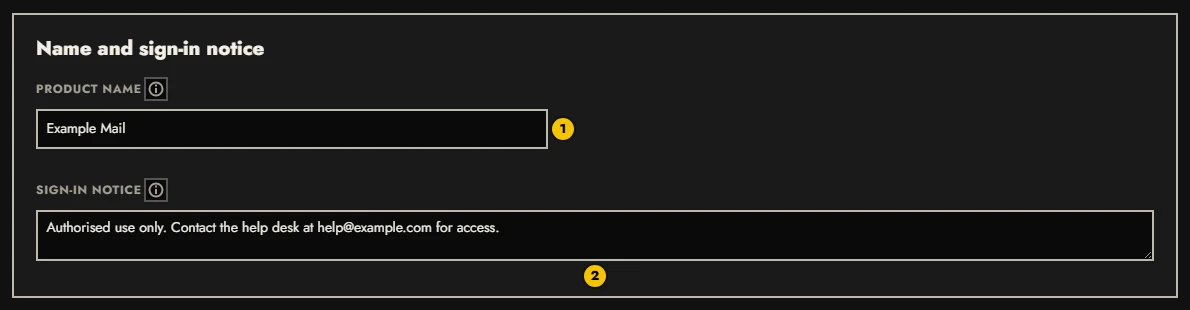 Name and sign-in notice
PRODUCT NAME
Example Mail
1
SIGN-IN NOTICE
Authorised use only. Contact the help desk at help@example.com for access.
2